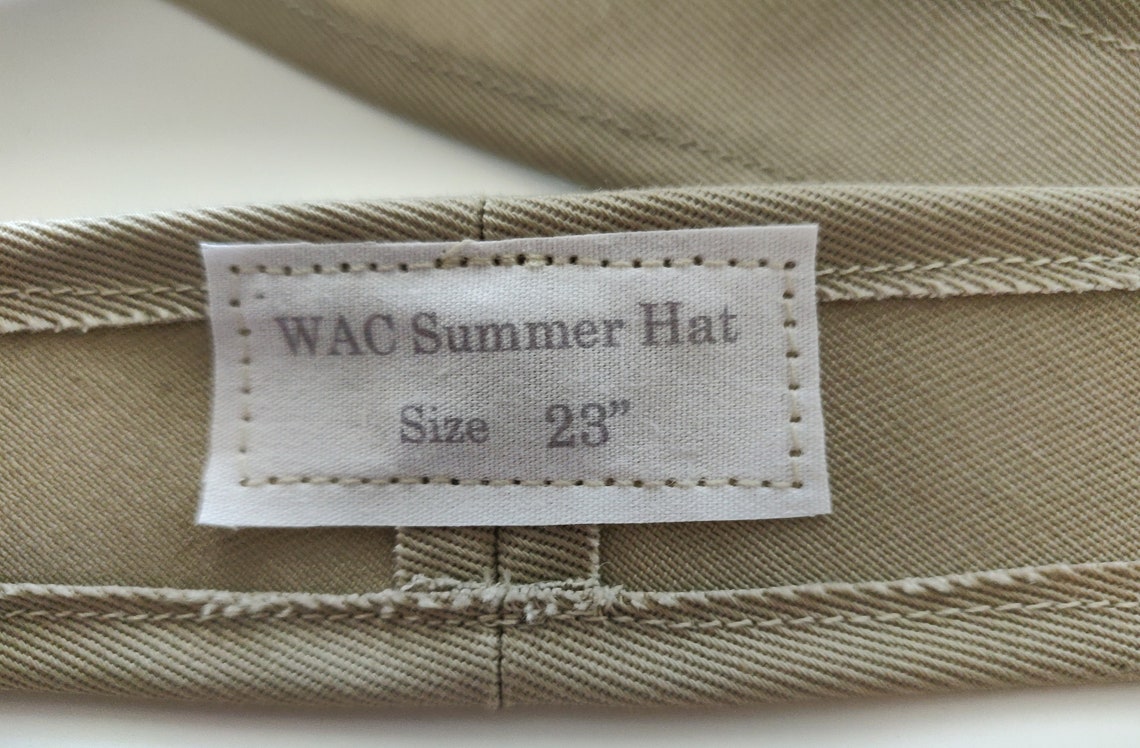 WAC Summer Hat
Size 23”